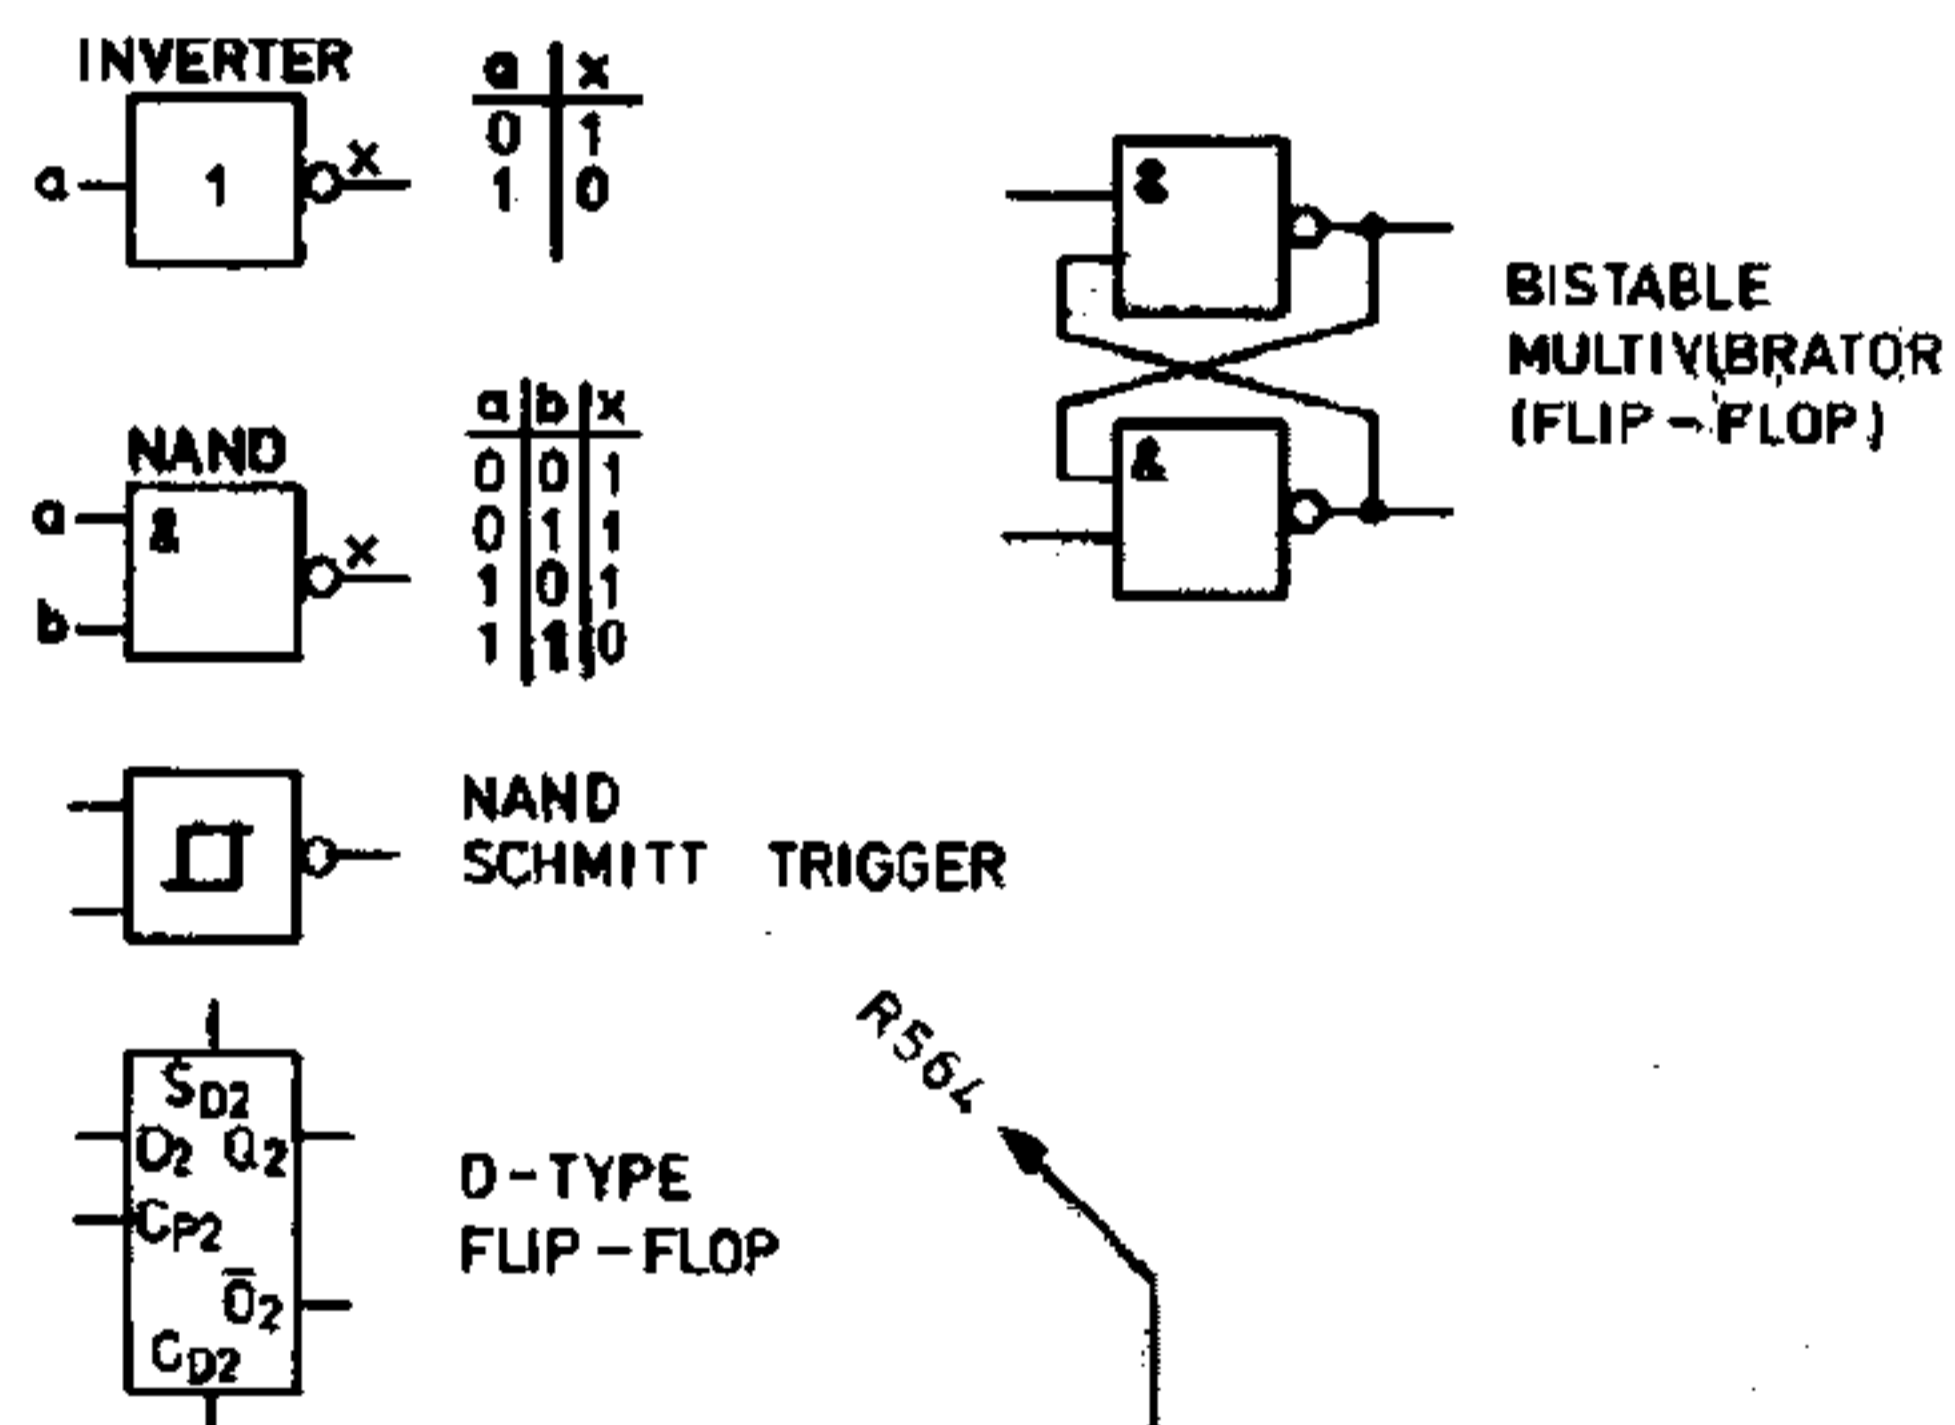 INVERTER
a 1 x
a x
0 1
1 0
NAND
a & x
b
a b x
0 0 1
0 1 1
1 0 1
1 1 0
&
&
BISTABLE
MULTIVIBRATOR
(FLIP-FLOP)
NAND
SCHMITT TRIGGER
SD2
D2 Q2
CP2
Q̅2
CD2
D-TYPE
FLIP-FLOP
R564